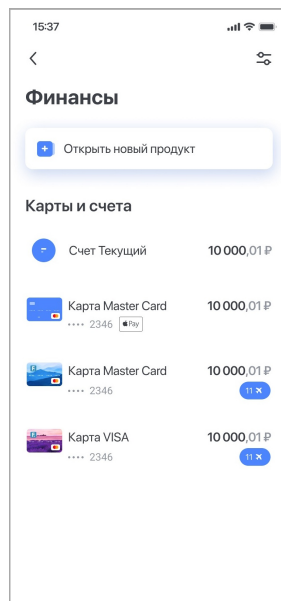 15:37
Финансы
Открыть новый продукт
Карты и счета
Счет Текущий 10 000,01 ₽
Карта Master Card 10 000,01 ₽
•••• 2346 Pay
Карта Master Card 10 000,01 ₽
11
Карта VISA 10 000,01 ₽
•••• 2346 11